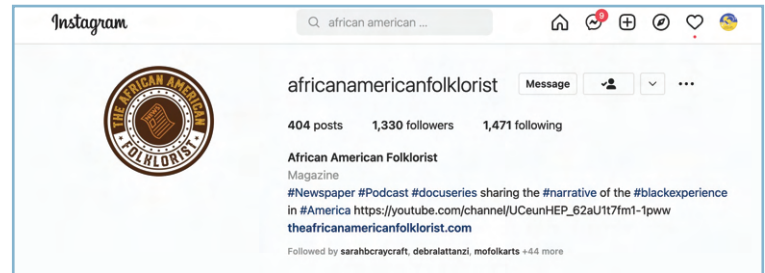 Instagram
african american ...
9
THE AFRICAN AMERICAN
FOLKLORIST
africanamericanfolklorist Message
404 posts 1,330 followers 1,471 following
African American Folklorist
Magazine
#Newspaper #Podcast #docuseries sharing the #narrative of the #blackexperience
in #America https://youtube.com/channel/UCeunHEP_62aU1t7fm1-1pww
theafricanamericanfolklorist.com
Followed by sarahbcraycraft, debralattanzi, mofolkarts +44 more